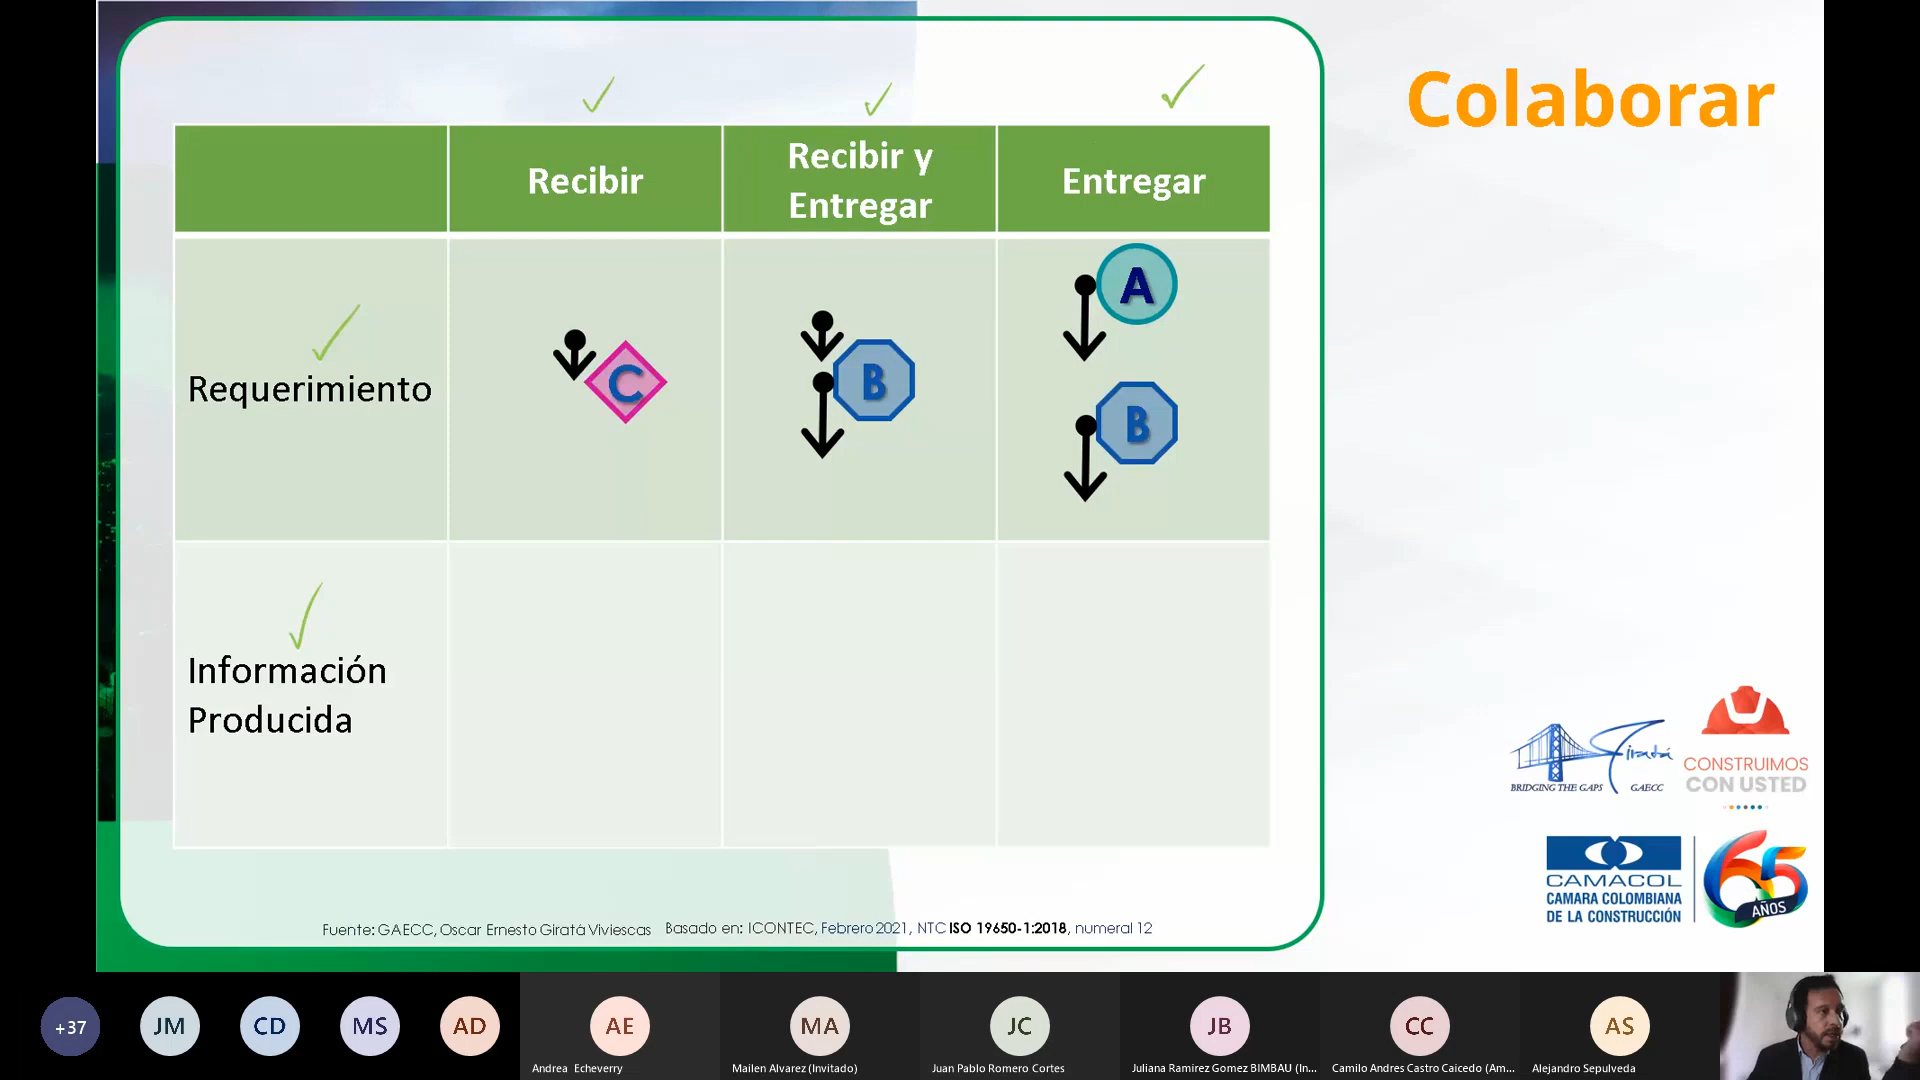 Colaborar
Recibir
Recibir y
Entregar
Entregar
Requerimiento
C
B
A
B
Información
Producida
BRIDGING THE GAPS GAECC
Giratá
CONSTRUIMOS
CON USTED
CAMACOL
CAMARA COLOMBIANA
DE LA CONSTRUCCIÓN
65
AÑOS
Fuente: GAECC, Oscar Ernesto Giratá Viviescas Basado en: ICONTEC, Febrero 2021, NTC ISO 19650-1:2018, numeral 12
+37
JM
CD
MS
AD
AE
MA
JC
JB
CC
AS
Andrea Echeverry
Mailen Alvarez (Invitado)
Juan Pablo Romero Cortes
Juliana Ramirez Gomez BIMBAU (In...
Camilo Andres Castro Caicedo (Am...
Alejandro Sepulveda